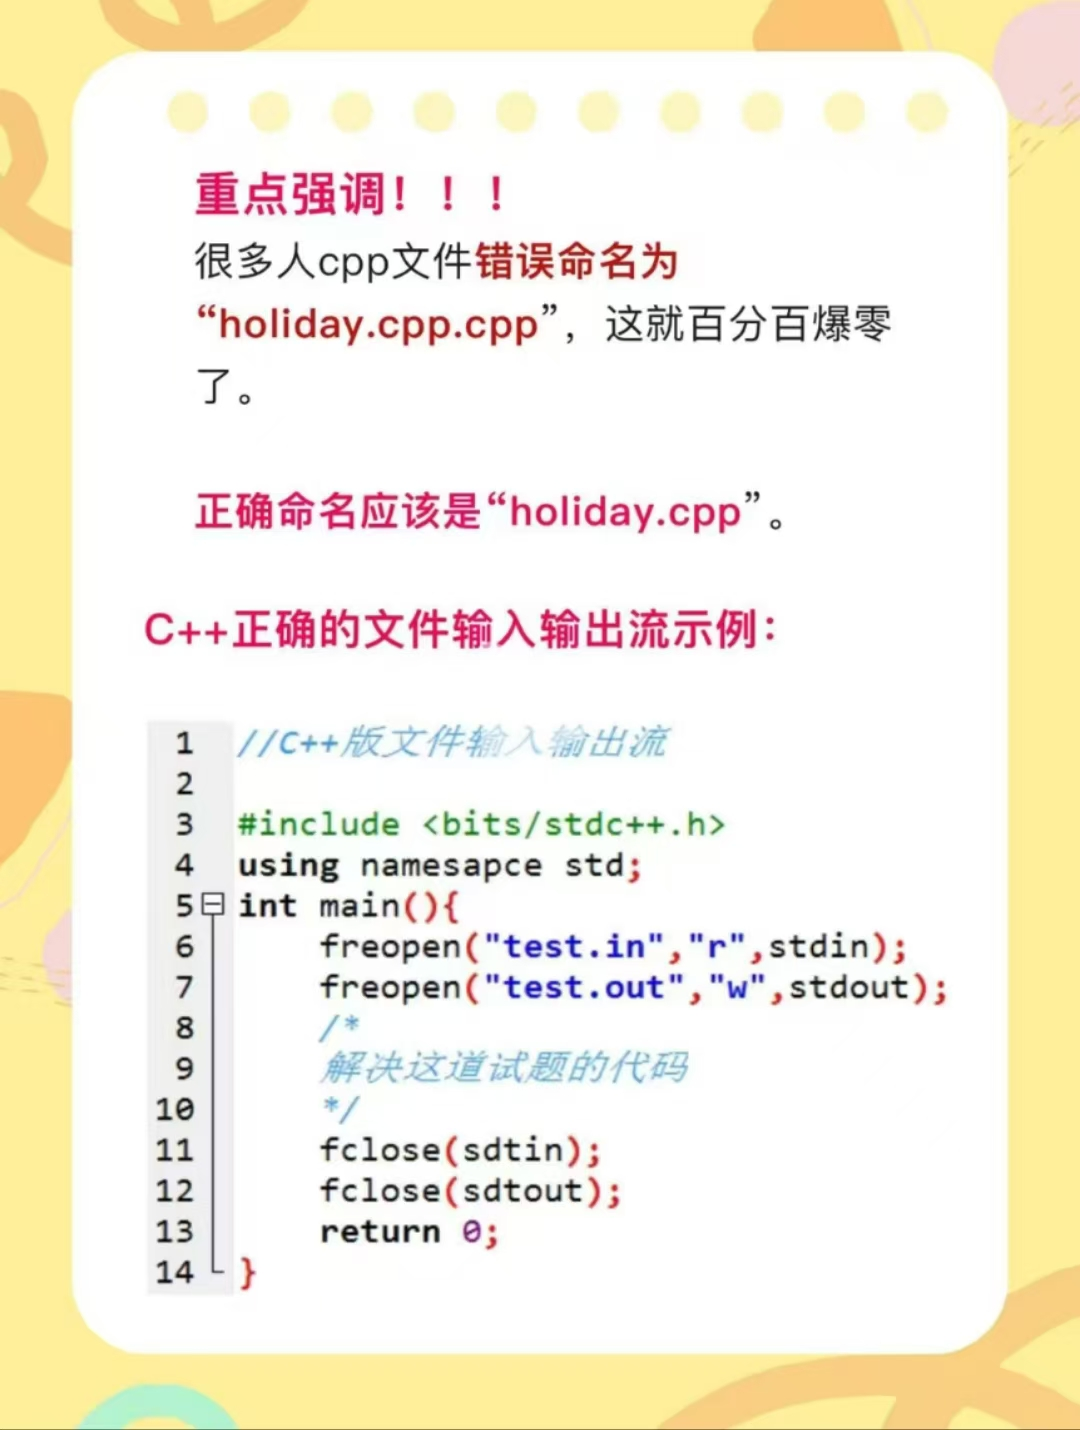 重点强调！！！
很多人cpp文件错误命名为
“holiday.cpp.cpp”，这就百分百爆零
了。
正确命名应该是“holiday.cpp”。
C++正确的文件输入输出流示例：
1 //C++版文件输入输出流
2
3 #include <bits/stdc++.h>
4 using namesapce std;
5 int main(){
6 freopen("test.in","r",stdin);
7 freopen("test.out","w",stdout);
8 /*
9 解决这道试题的代码
10 */
11 fclose(sdtin);
12 fclose(sdtout);
13 return 0;
14 }